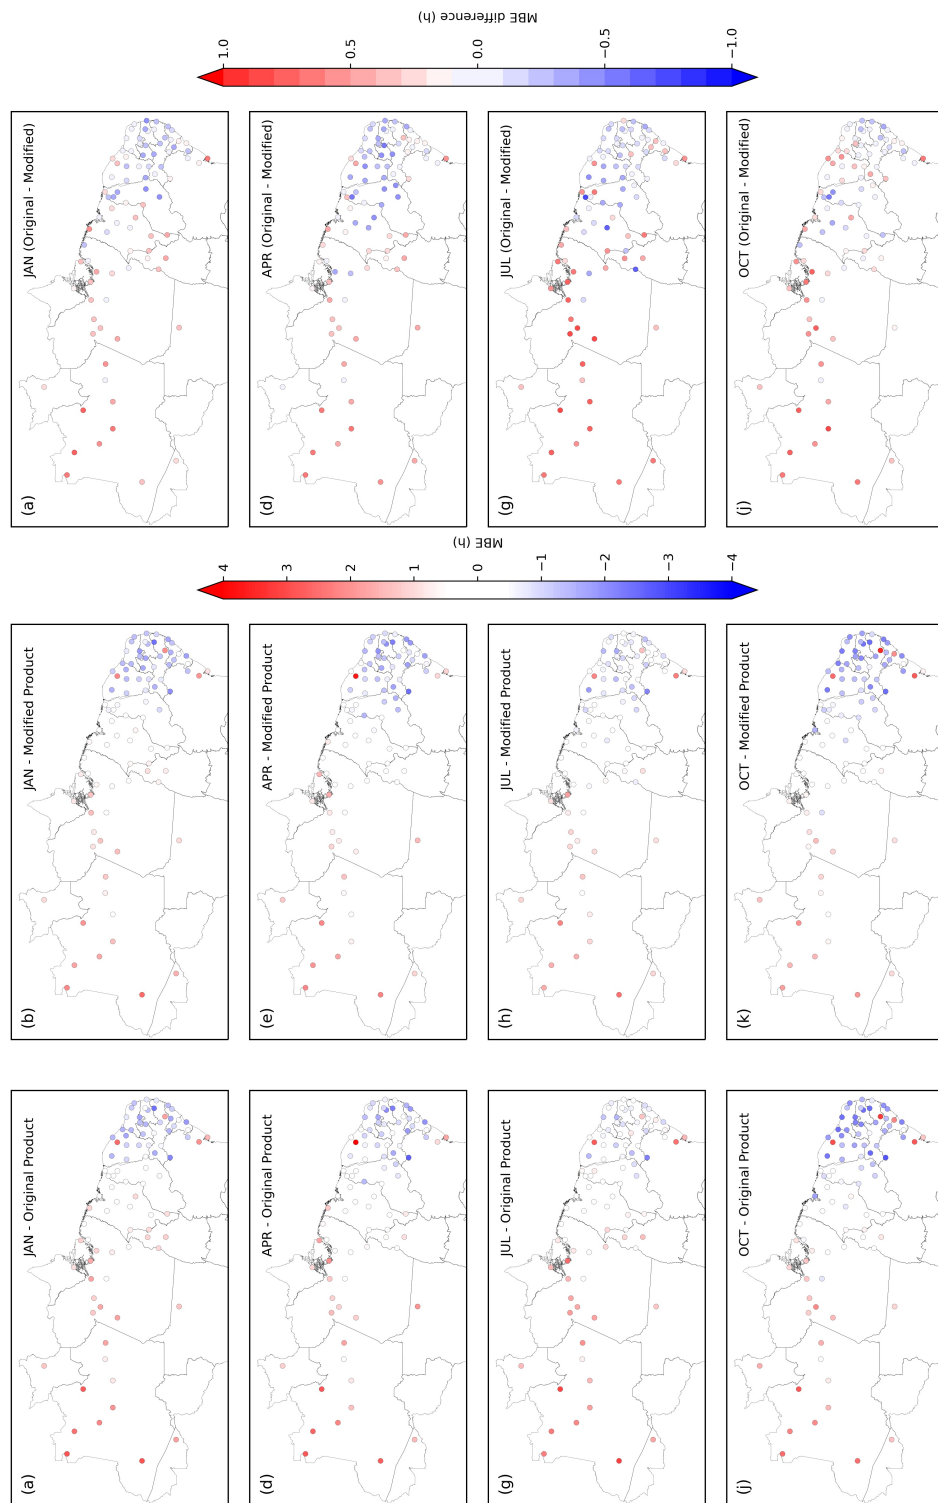 (a) JAN - Original Product
(b) JAN - Modified Product
(a) JAN (Original - Modified)
(d) APR - Original Product
(e) APR - Modified Product
(d) APR (Original - Modified)
(g) JUL - Original Product
(h) JUL - Modified Product
(g) JUL (Original - Modified)
(j) OCT - Original Product
(k) OCT - Modified Product
(j) OCT (Original - Modified)
4
3
2
1
0
−1
−2
−3
−4
MBE (h)
1.0
0.5
0.0
−0.5
−1.0
MBE difference (h)